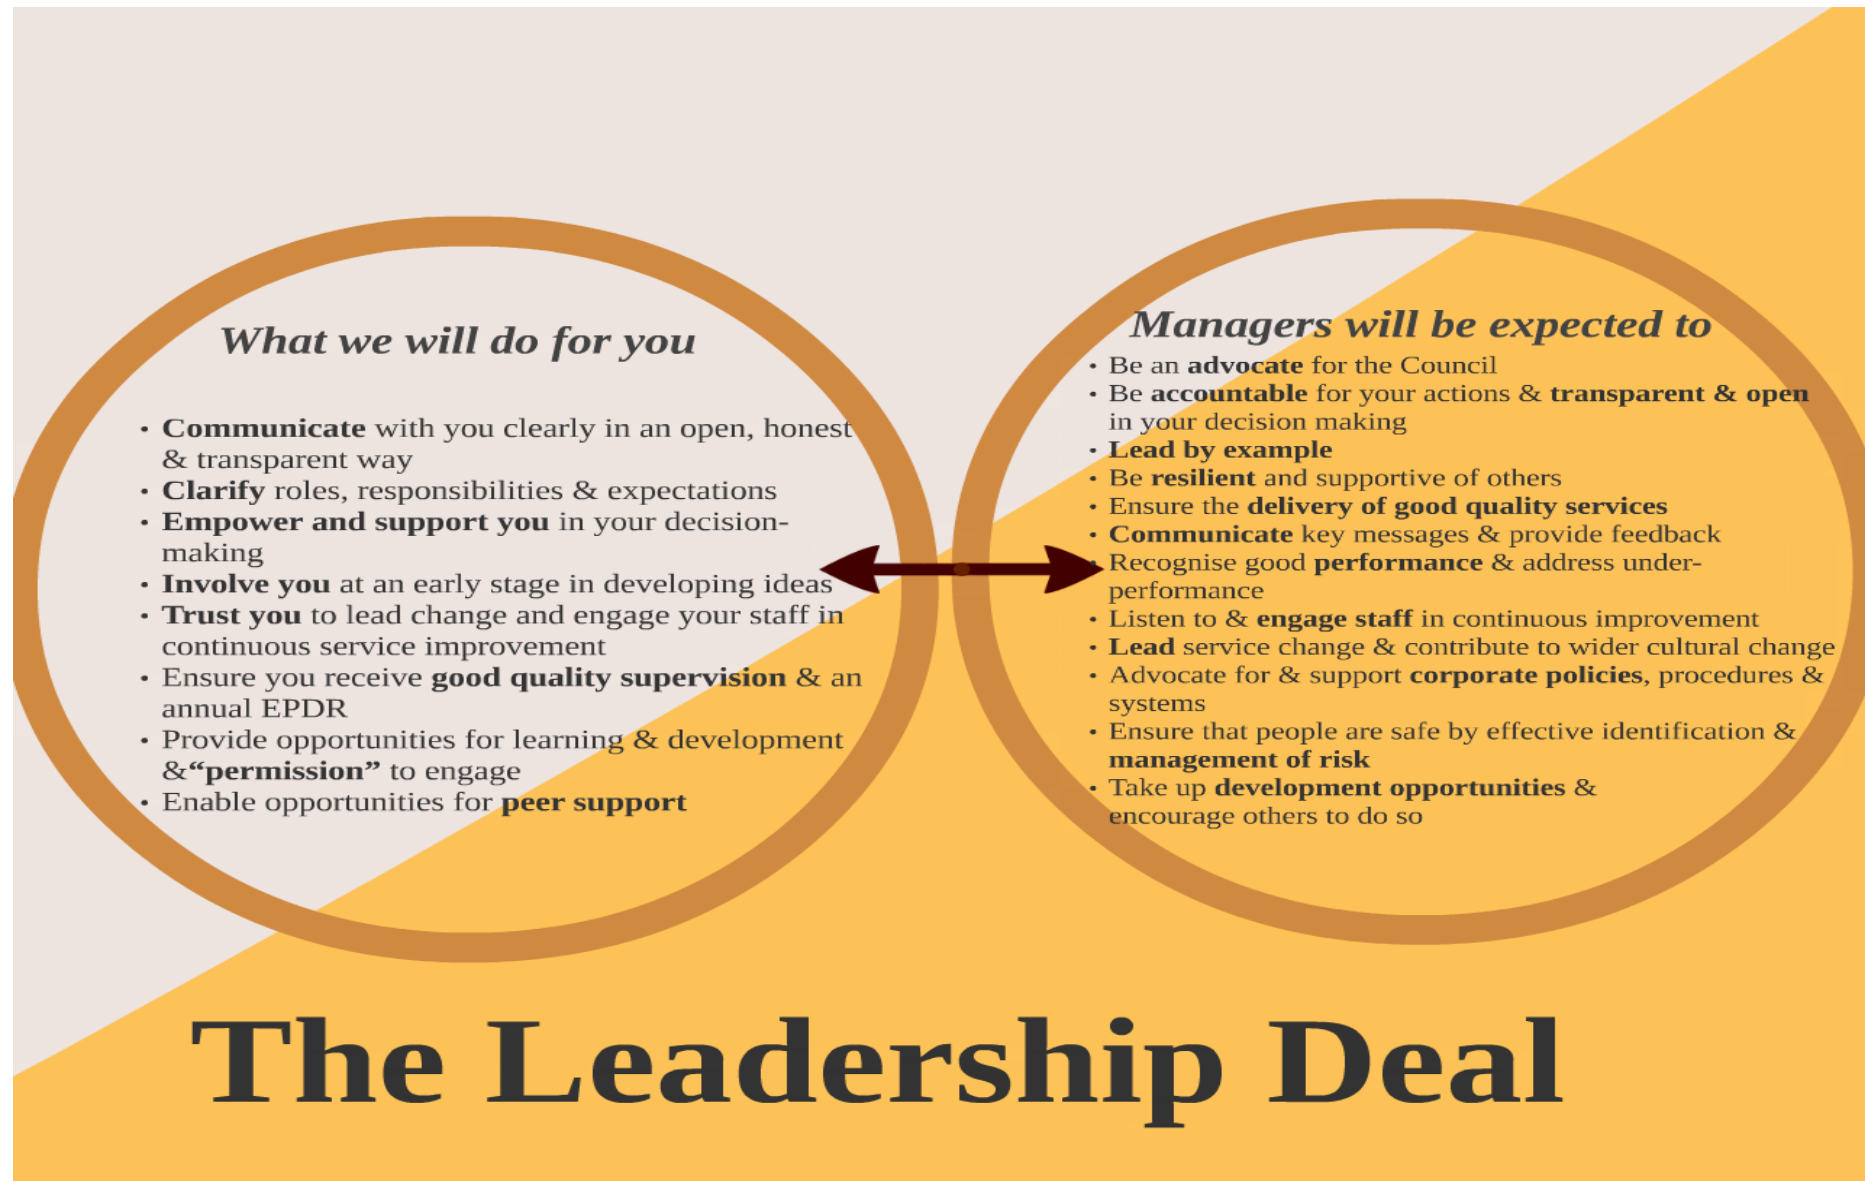 What we will do for you
• Communicate with you clearly in an open, honest
& transparent way
• Clarify roles, responsibilities & expectations
• Empower and support you in your decision-
making
• Involve you at an early stage in developing ideas
• Trust you to lead change and engage your staff in
continuous service improvement
• Ensure you receive good quality supervision & an
annual EPDR
• Provide opportunities for learning & development
&“permission” to engage
• Enable opportunities for peer support
Managers will be expected to
• Be an advocate for the Council
• Be accountable for your actions & transparent & open
in your decision making
• Lead by example
• Be resilient and supportive of others
• Ensure the delivery of good quality services
• Communicate key messages & provide feedback
• Recognise good performance & address under-
performance
• Listen to & engage staff in continuous improvement
• Lead service change & contribute to wider cultural change
• Advocate for & support corporate policies, procedures &
systems
• Ensure that people are safe by effective identification &
management of risk
• Take up development opportunities &
encourage others to do so
The Leadership Deal